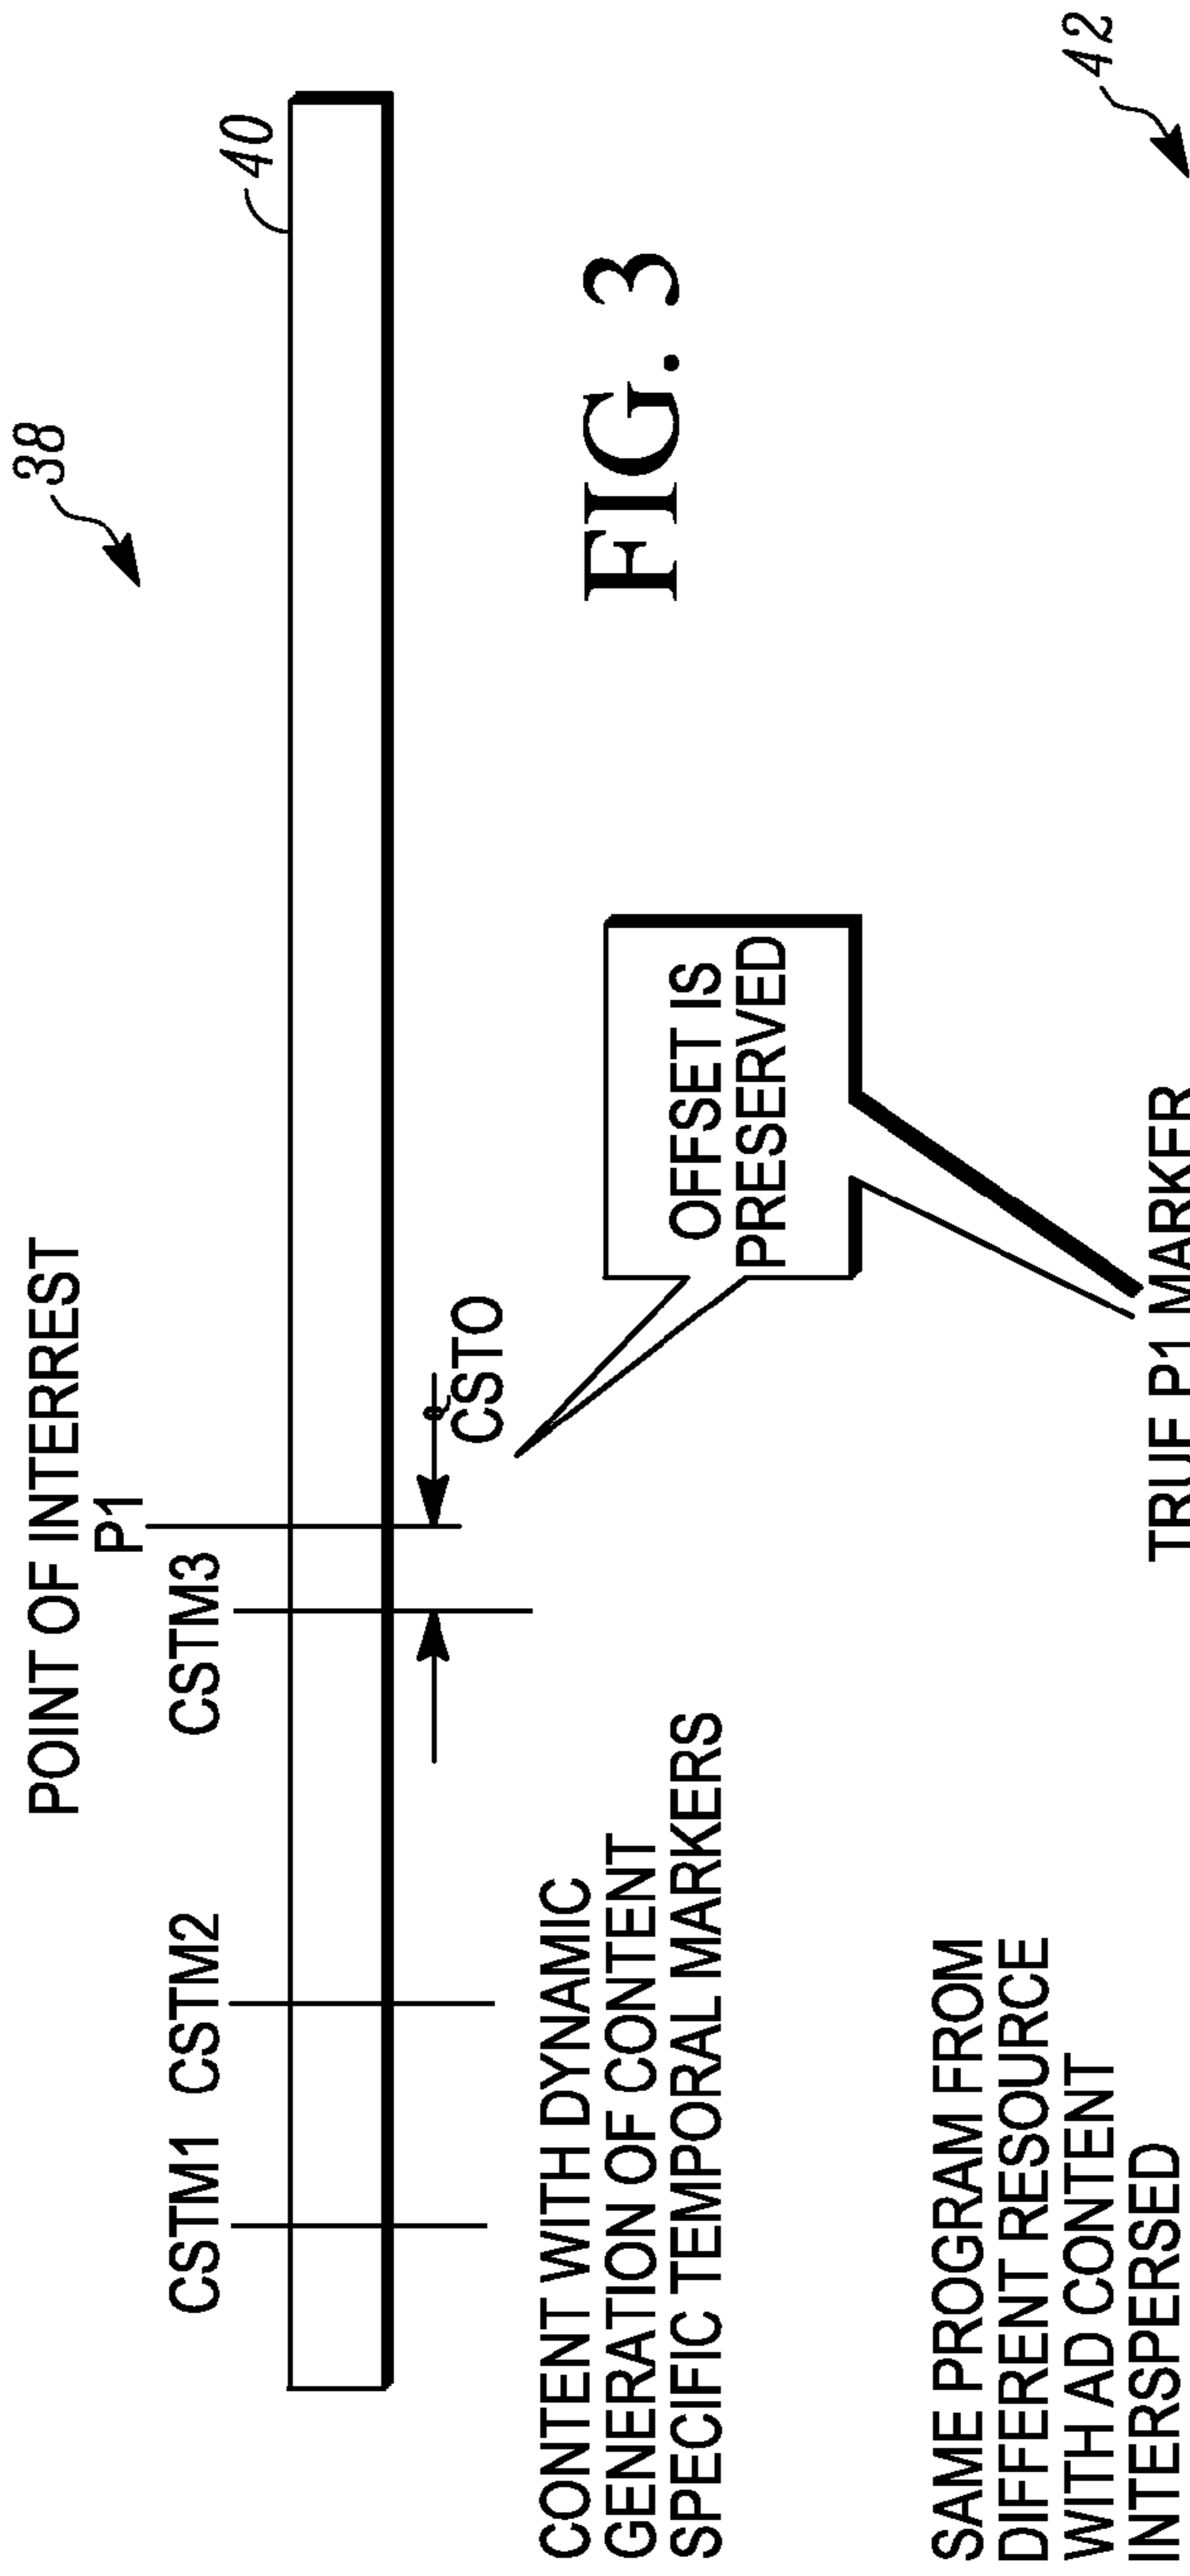 38
POINT OF INTERREST
P1
CSTM1 CSTM2 CSTM3
40
CSTO
CONTENT WITH DYNAMIC
GENERATION OF CONTENT
SPECIFIC TEMPORAL MARKERS
OFFSET IS
PRESERVED
FIG. 3
SAME PROGRAM FROM
DIFFERENT RESOURCE
WITH AD CONTENT
INTERSPERSED
TRUE P1 MARKER
42